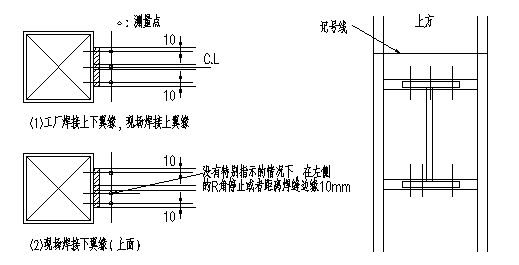 ○：测量点
10
C.L
10
(1)工厂焊接上下翼缘，现场焊接上翼缘
10
没有特别指示的情况下，在左侧
的R角停止或者距离焊缝边缘10mm
10
(2)现场焊接下翼缘(上面)
记号线
上方